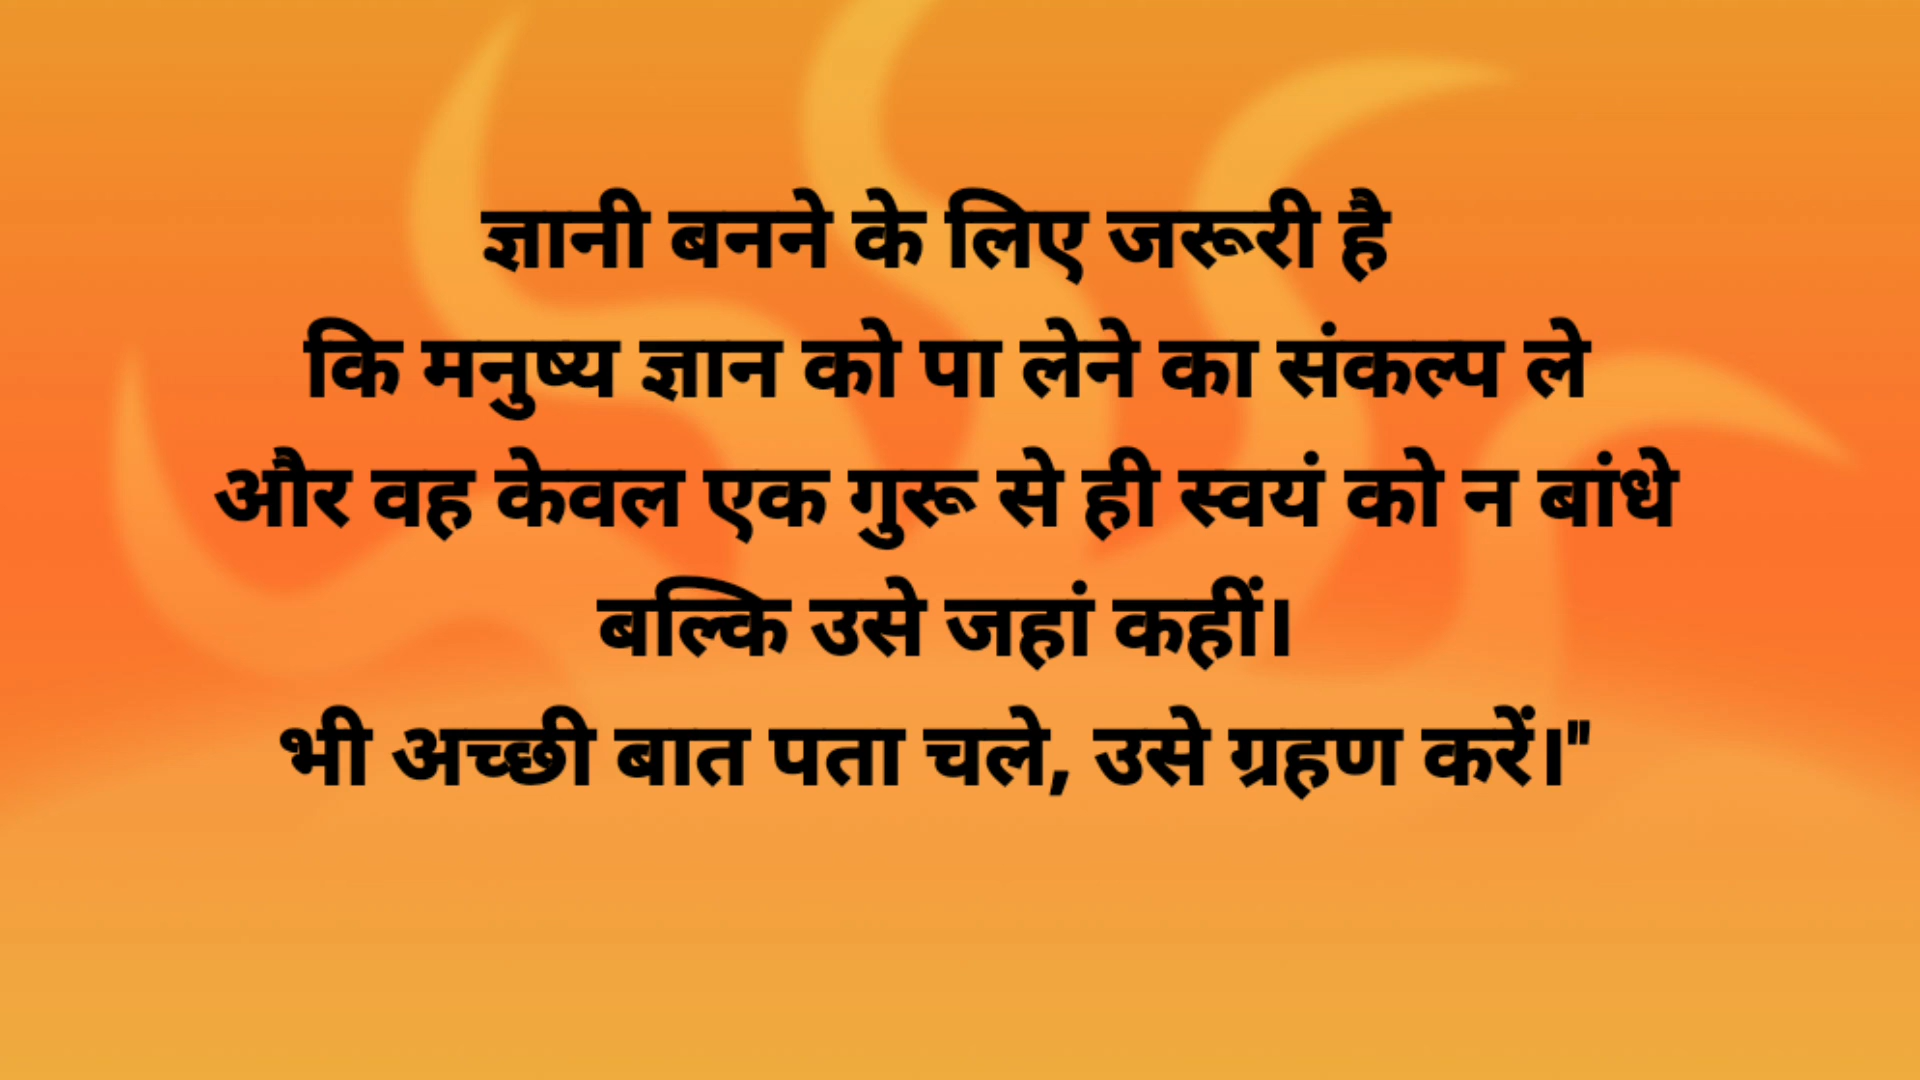 ज्ञानी बनने के लिए जरूरी है
कि मनुष्य ज्ञान को पा लेने का संकल्प ले
और वह केवल एक गुरू से ही स्वयं को न बांधे
बल्कि उसे जहां कहीं।
भी अच्छी बात पता चले, उसे ग्रहण करें।"